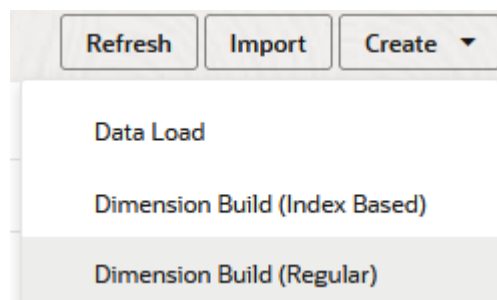 Refresh Import Create
Data Load
Dimension Build (Index Based)
Dimension Build (Regular)